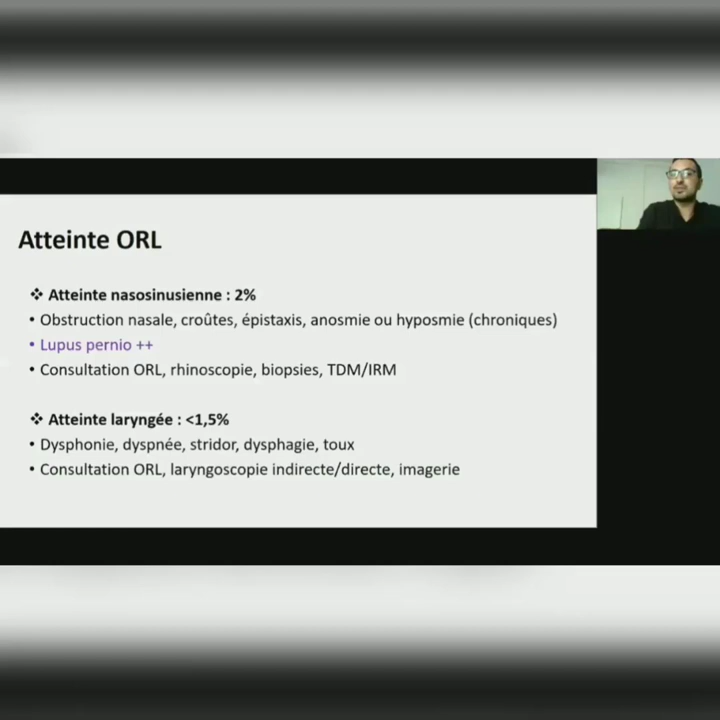 Atteinte ORL
❖ Atteinte nasosinusienne : 2%
• Obstruction nasale, croûtes, épistaxis, anosmie ou hyposmie (chroniques)
• Lupus pernio ++
• Consultation ORL, rhinoscopie, biopsies, TDM/IRM
❖ Atteinte laryngée : <1,5%
• Dysphonie, dyspnée, stridor, dysphagie, toux
• Consultation ORL, laryngoscopie indirecte/directe, imagerie